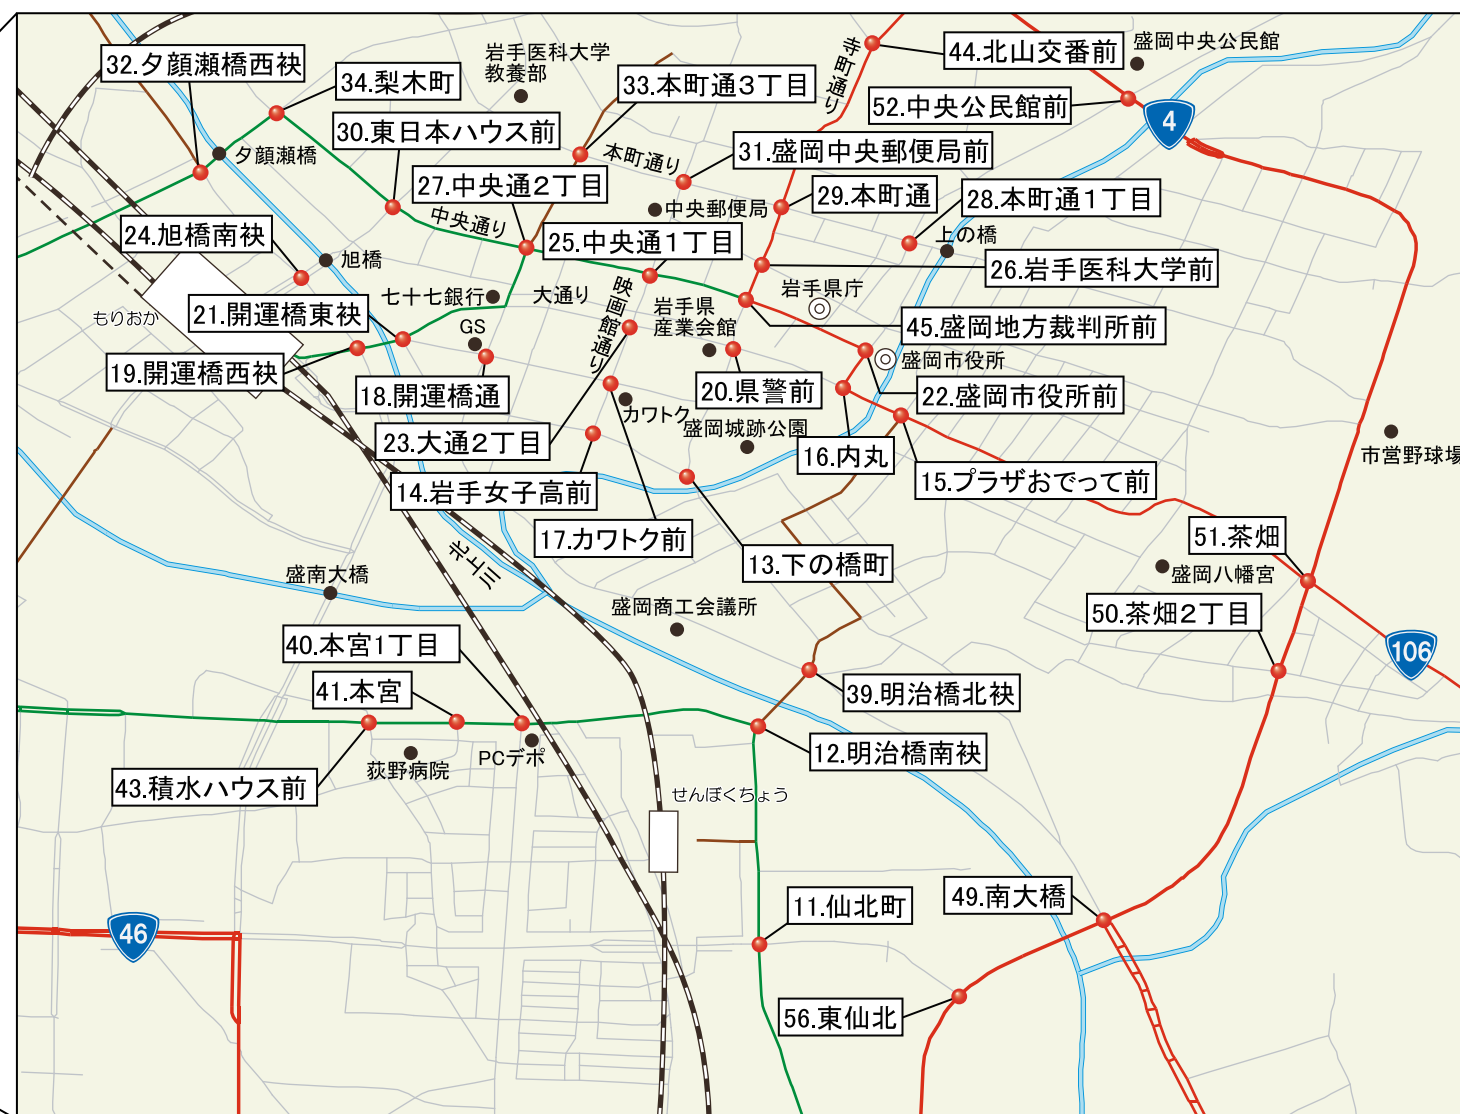 32.夕顔瀬橋西袂
34.梨木町
岩手医科大学
教養部
33.本町通3丁目
寺町通り
44.北山交番前
盛岡中央公民館
52.中央公民館前
4
30.東日本ハウス前
夕顔瀬橋
本町通り
31.盛岡中央郵便局前
27.中央通2丁目
29.本町通
28.本町通1丁目
中央通り
中央郵便局
24.旭橋南袂
25.中央通1丁目
上の橋
旭橋
26.岩手医科大学前
七十七銀行
大通り
映画館通り
岩手県
産業会館
岩手県庁
もりおか
21.開運橋東袂
GS
45.盛岡地方裁判所前
盛岡市役所
19.開運橋西袂
18.開運橋通
20.県警前
22.盛岡市役所前
カワトク
盛岡城跡公園
23.大通2丁目
16.内丸
市営野球場
14.岩手女子高前
15.プラザおでって前
17.カワトク前
51.茶畑
北上川
13.下の橋町
盛南大橋
盛岡八幡宮
盛岡商工会議所
50.茶畑2丁目
40.本宮1丁目
106
41.本宮
39.明治橋北袂
PCデポ
12.明治橋南袂
荻野病院
43.積水ハウス前
せんぼくちょう
11.仙北町
49.南大橋
46
56.東仙北